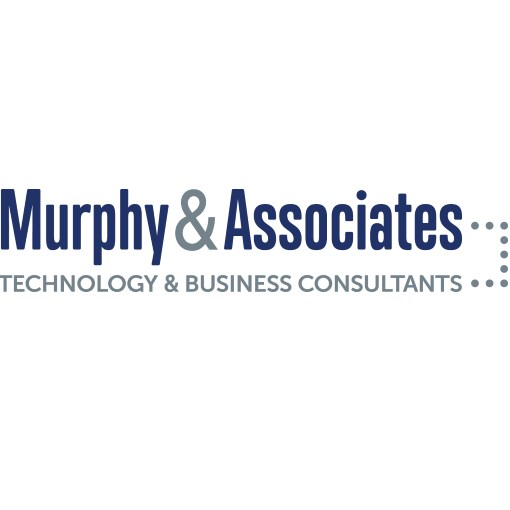 Murphy & Associates
TECHNOLOGY & BUSINESS CONSULTANTS